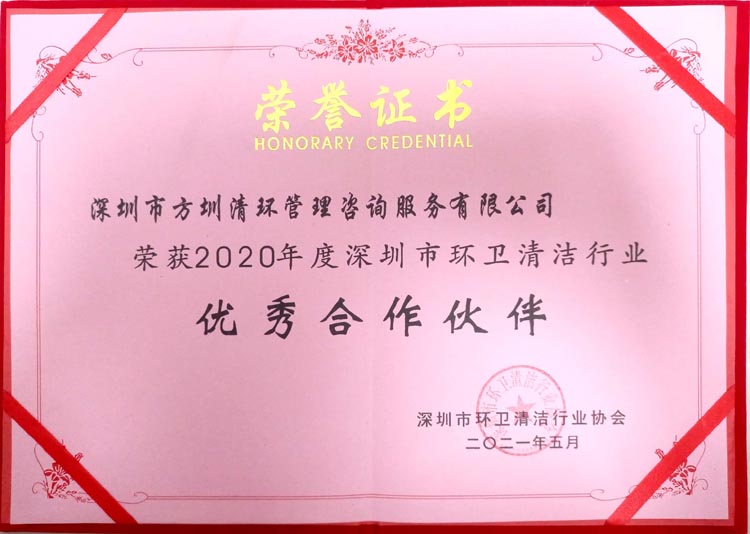 荣誉证书
HONORARY CREDENTIAL
深圳市方圳清环管理咨询服务有限公司
荣获2020年度深圳市环卫清洁行业
优秀合作伙伴
深圳市环卫清洁行业协会
二〇二一年五月